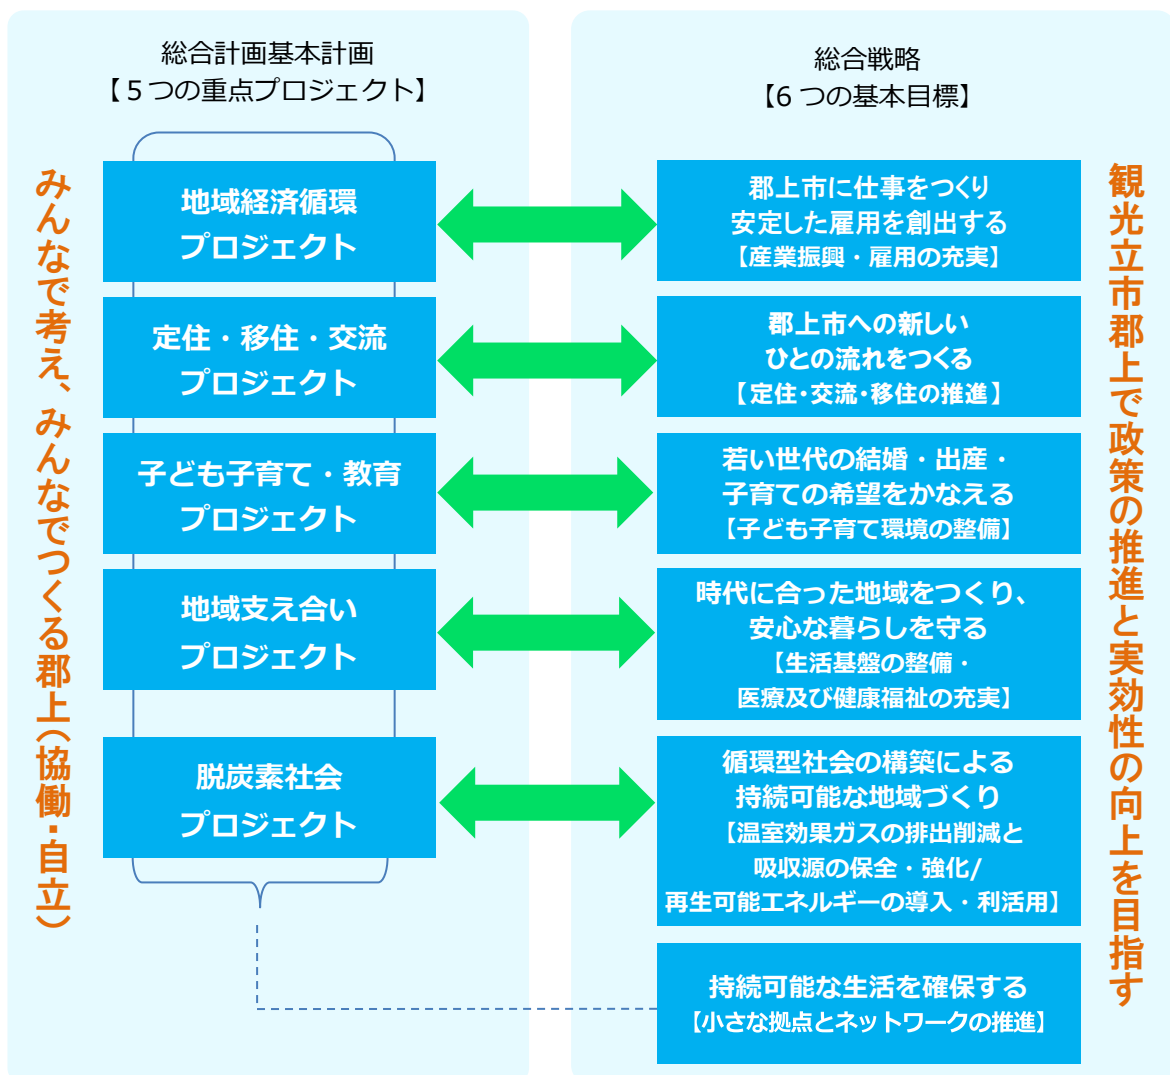 総合計画基本計画
【５つの重点プロジェクト】
みんなで考え、みんなでつくる郡上（協働・自立）
地域経済循環
プロジェクト
定住・移住・交流
プロジェクト
子ども子育て・教育
プロジェクト
地域支え合い
プロジェクト
脱炭素社会
プロジェクト
総合戦略
【6 つの基本目標】
郡上市に仕事をつくり
安定した雇用を創出する
【産業振興・雇用の充実】
郡上市への新しい
ひとの流れをつくる
【定住・交流・移住の推進】
若い世代の結婚・出産・
子育ての希望をかなえる
【子ども子育て環境の整備】
時代に合った地域をつくり、
安心な暮らしを守る
【生活基盤の整備・
医療及び健康福祉の充実】
循環型社会の構築による
持続可能な地域づくり
【温室効果ガスの排出削減と
吸収源の保全・強化/
再生可能エネルギーの導入・利活用】
持続可能な生活を確保する
【小さな拠点とネットワークの推進】
観光立市郡上で政策の推進と実効性の向上を目指す